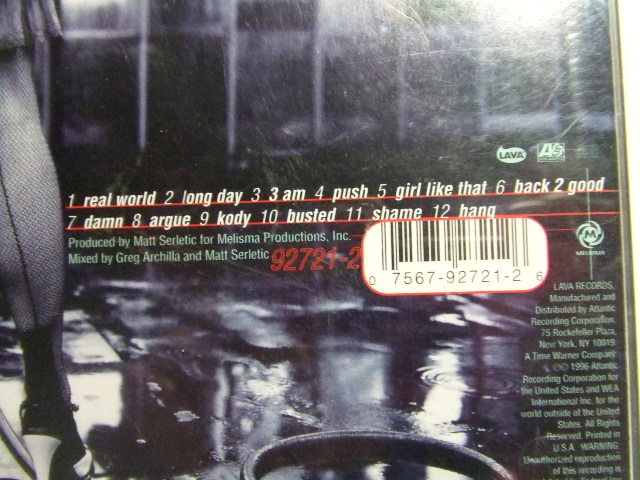 LAVA
1 real world 2 long day 3 3 am 4 push 5 girl like that 6 back 2 good
7 damn 8 argue 9 kody 10 busted 11 shame 12 hang
Produced by Matt Serletic for Melisma Productions, Inc.
Mixed by Greg Archilla and Matt Serletic
92721-2
0 7567-92721-2 6
MELISMA
LAVA RECORDS.
Manufactured and
Distributed by Atlantic
Recording Corporation,
75 Rockefeller Plaza,
New York, NY 10019
A Time Warner Company
℗© 1996 Atlantic
Recording Corporation for
the United States and WEA
International Inc. for the
world outside of the United
States. All Rights
Reserved. Printed in
U.S.A. WARNING:
Unauthorized reproduction
of this recording is